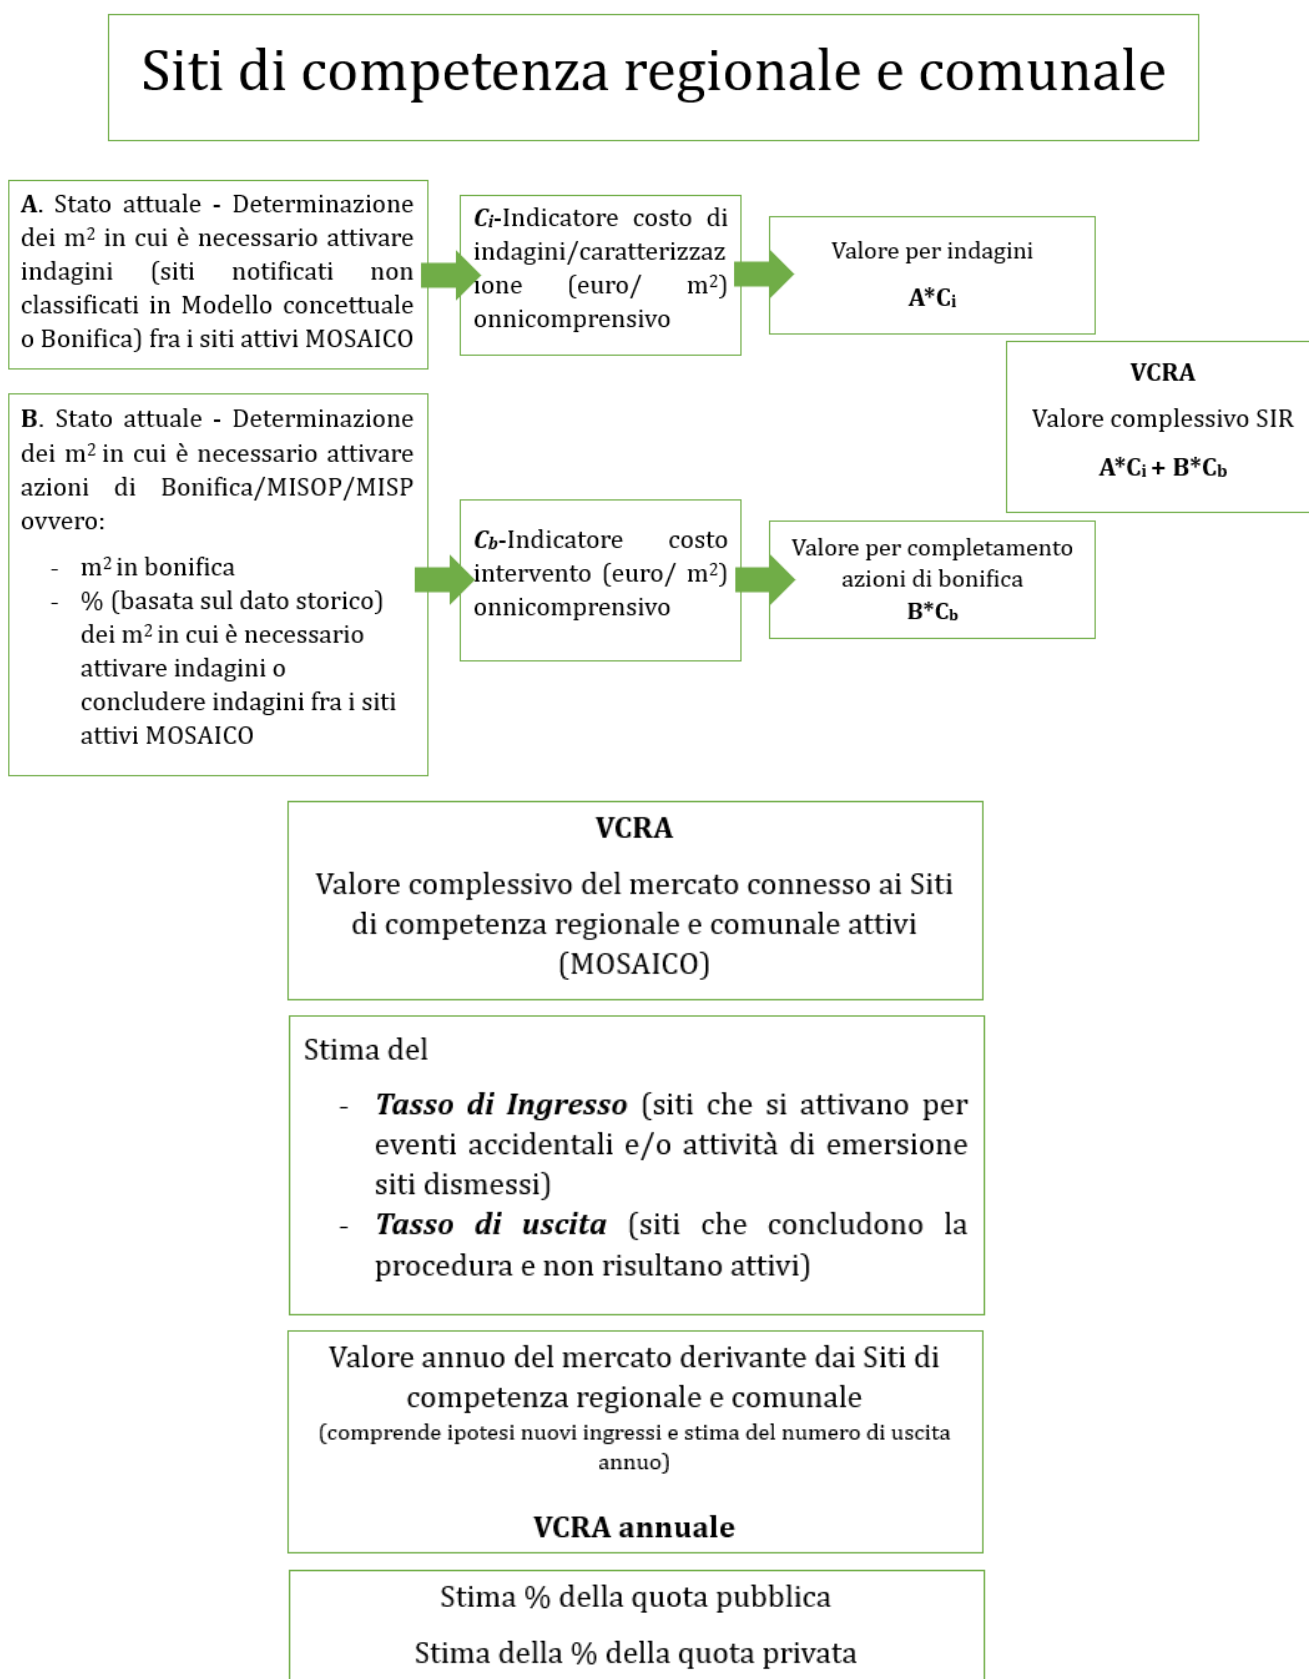 Siti di competenza regionale e comunale
A. Stato attuale - Determinazione
dei m² in cui è necessario attivare
indagini (siti notificati non
classificati in Modello concettuale
o Bonifica) fra i siti attivi MOSAICO
Ci-Indicatore costo di
indagini/caratterizzaz
ione (euro/ m²)
onnicomprensivo
Valore per indagini
A*Ci
VCRA
Valore complessivo SIR
A*Ci + B*Cb
B. Stato attuale - Determinazione
dei m² in cui è necessario attivare
azioni di Bonifica/MISOP/MISP
ovvero:
- m² in bonifica
- % (basata sul dato storico)
dei m² in cui è necessario
attivare indagini o
concludere indagini fra i siti
attivi MOSAICO
Cb-Indicatore costo
intervento (euro/ m²)
onnicomprensivo
Valore per completamento
azioni di bonifica
B*Cb
VCRA
Valore complessivo del mercato connesso ai Siti
di competenza regionale e comunale attivi
(MOSAICO)
Stima del
- Tasso di Ingresso (siti che si attivano per
eventi accidentali e/o attività di emersione
siti dismessi)
- Tasso di uscita (siti che concludono la
procedura e non risultano attivi)
Valore annuo del mercato derivante dai Siti di
competenza regionale e comunale
(comprende ipotesi nuovi ingressi e stima del numero di uscita
annuo)
VCRA annuale
Stima % della quota pubblica
Stima della % della quota privata